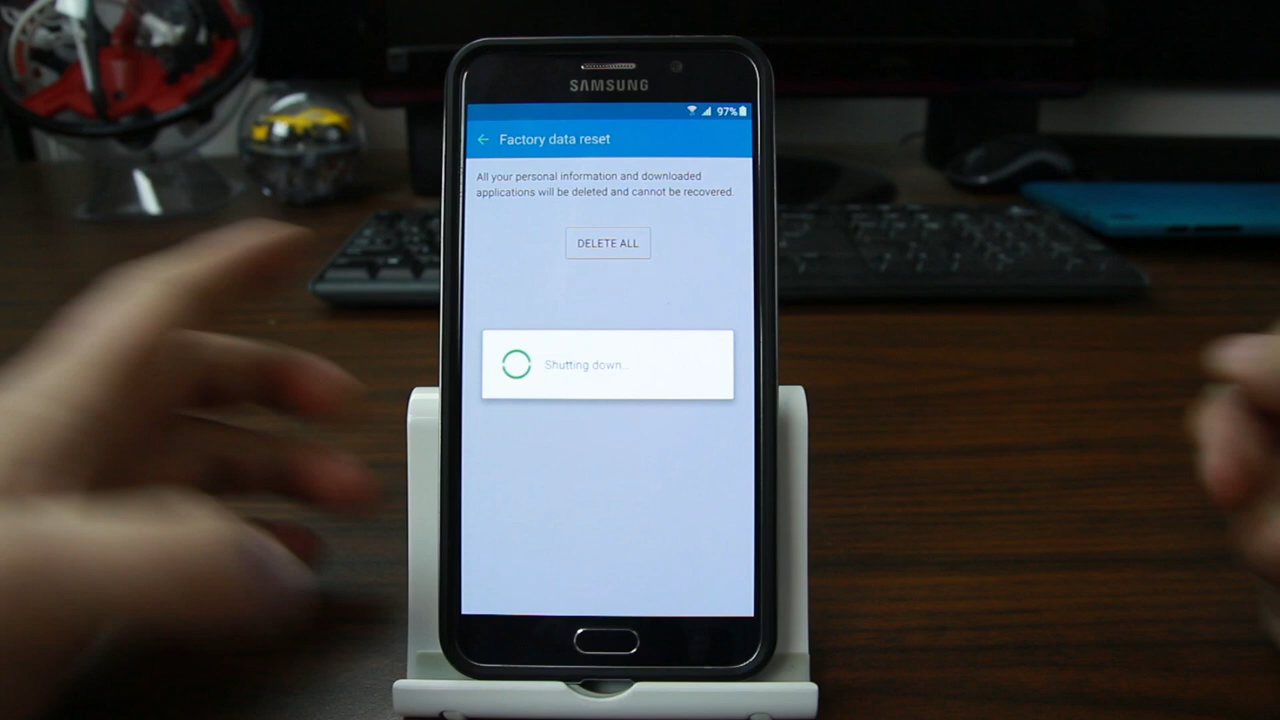 SAMSUNG
97%
Factory data reset
All your personal information and downloaded
applications will be deleted and cannot be recovered.
DELETE ALL
Shutting down...